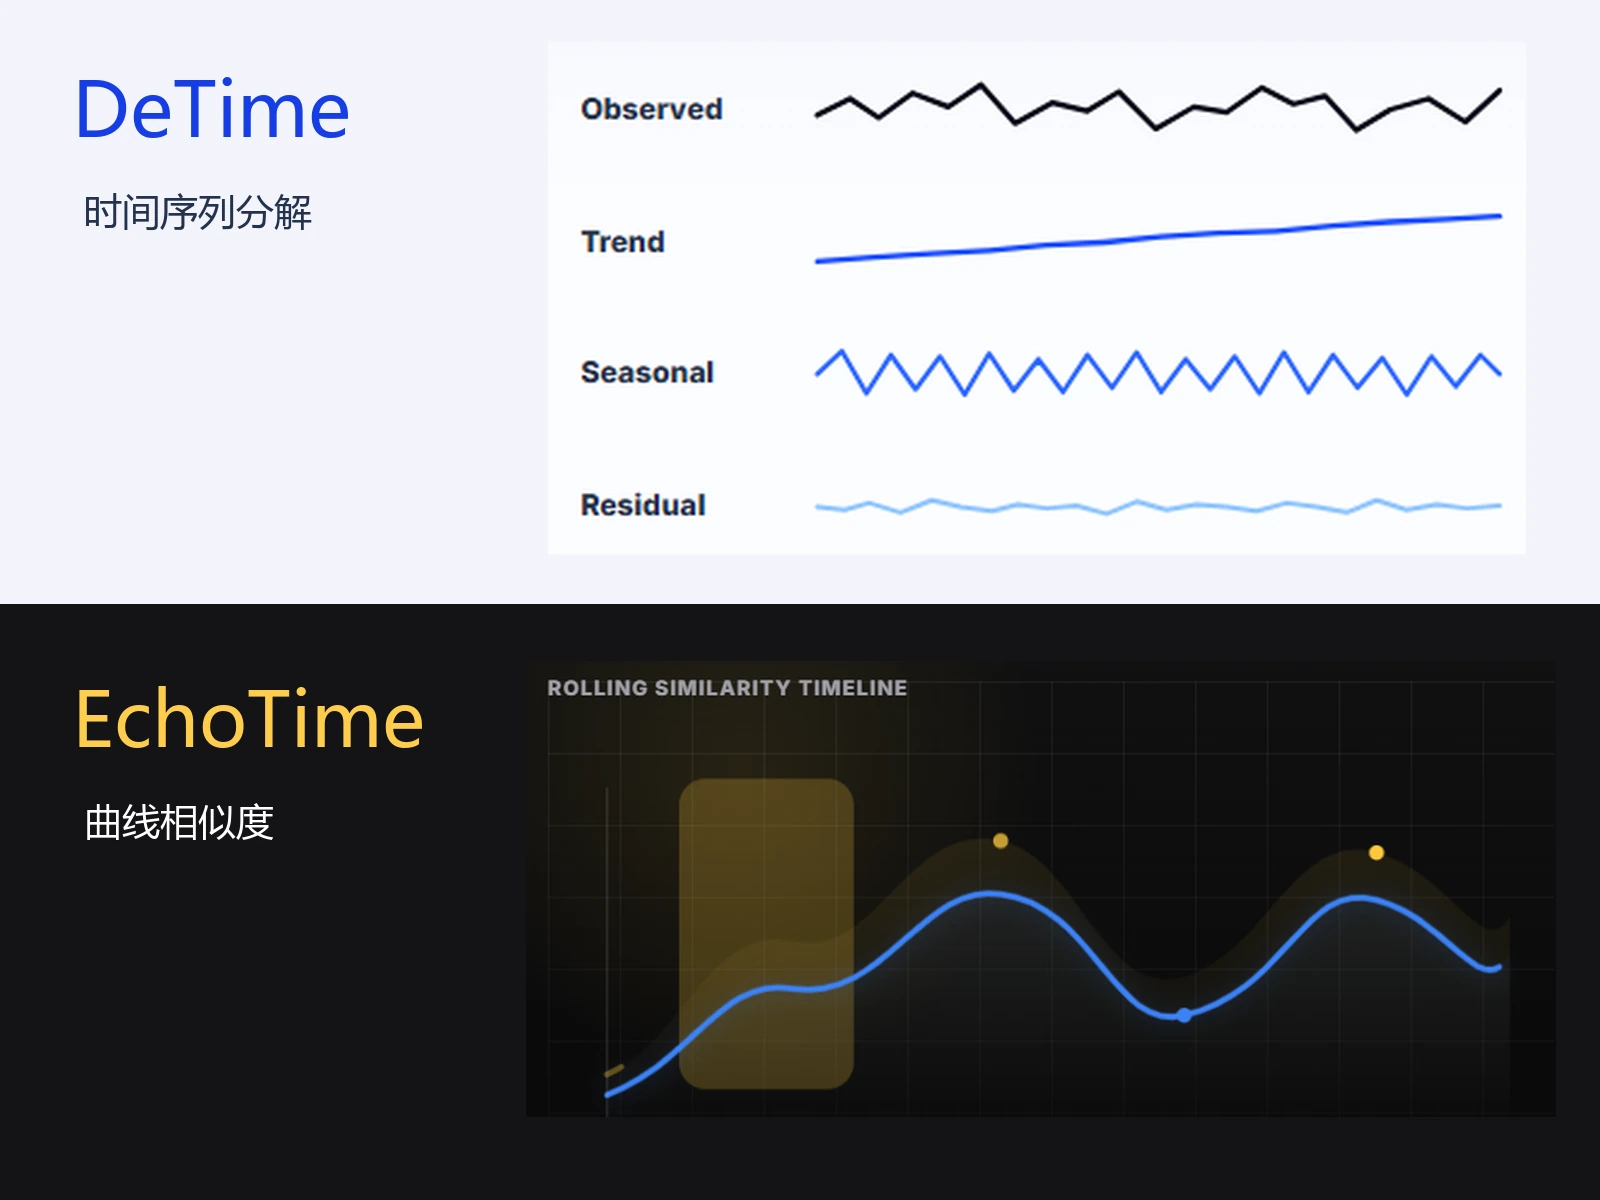 DeTime
时间序列分解
Observed
Trend
Seasonal
Residual
EchoTime
曲线相似度
ROLLING SIMILARITY TIMELINE